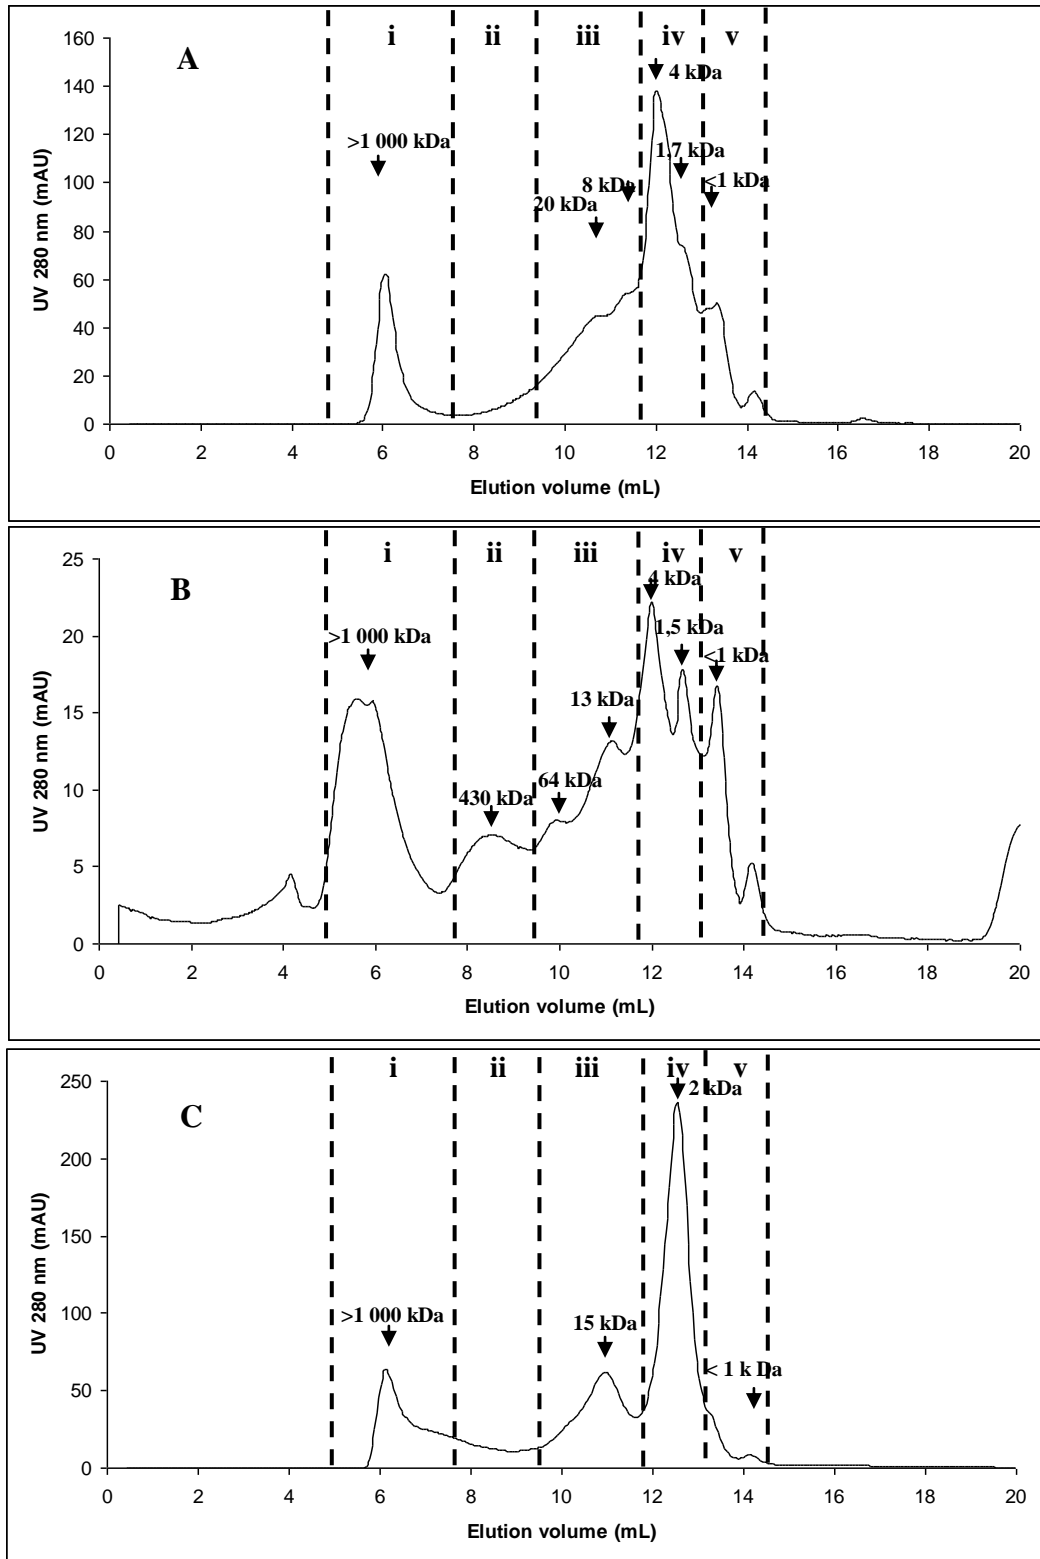 i ii iii iv v
A
160
140
120
100
80
60
40
20
0
4 kDa
>1 000 kDa
1,7 kDa
8 kDa
<1 kDa
20 kDa
UV 280 nm (mAU)
0 2 4 6 8 10 12 14 16 18 20
Elution volume (mL)
i ii iii iv v
B
25
20
15
10
5
0
4 kDa
>1 000 kDa
1,5 kDa
<1 kDa
13 kDa
64 kDa
430 kDa
UV 280 nm (mAU)
0 2 4 6 8 10 12 14 16 18 20
Elution volume (mL)
i ii iii iv v
C
250
200
150
100
50
0
2 kDa
>1 000 kDa
15 kDa
< 1 k Da
UV 280 nm (mAU)
0 2 4 6 8 10 12 14 16 18 20
Elution volume (mL)